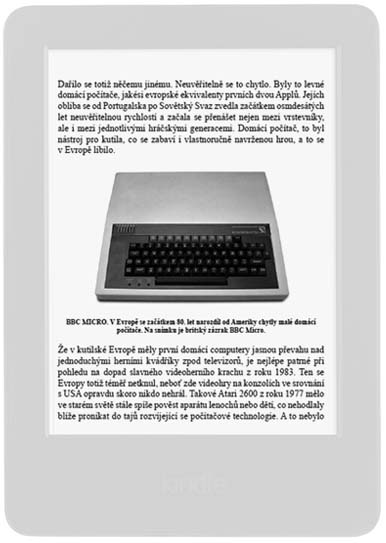 Dařilo se totiž něčemu jinému. Neuvěřitelně se to chytlo. Byly to levné
domácí počítače, jakési evropské ekvivalenty prvních dvou Applů. Jejich
obliba se od Portugalska po Sovětský Svaz zvedla začátkem osmdesátých
let neuvěřitelnou rychlostí a začala se přenášet nejen mezi vrstevníky,
ale i mezi jednotlivými hráčskými generacemi. Domácí počítač, to byl
nástroj pro kutila, co se zabaví i vlastnoručně navrženou hrou, a to se
v Evropě líbilo.
BBC MICRO. V Evropě se začátkem 80. let narozdíl od Ameriky chytly malé domácí
počítače. Na snímku je britský zázrak BBC Micro.
Že v kutilské Evropě měly první domácí computery jasnou převahu nad
jednoduchými herními kvádříky zpod televizorů, je nejlépe patrné při
pohledu na dopad slavného videoherního krachu z roku 1983. Ten se
Evropy totiž téměř netknul, neboť zde videohry na konzolích ve srovnání
s USA opravdu skoro nikdo nehrál. Takové Atari 2600 z roku 1977 mělo
ve starém světě stále spíše pověst aparátu lenochů nebo dětí, co nehodlaly
blíže pronikat do tajů rozvíjející se počítačové technologie. A to nebylo
kindle